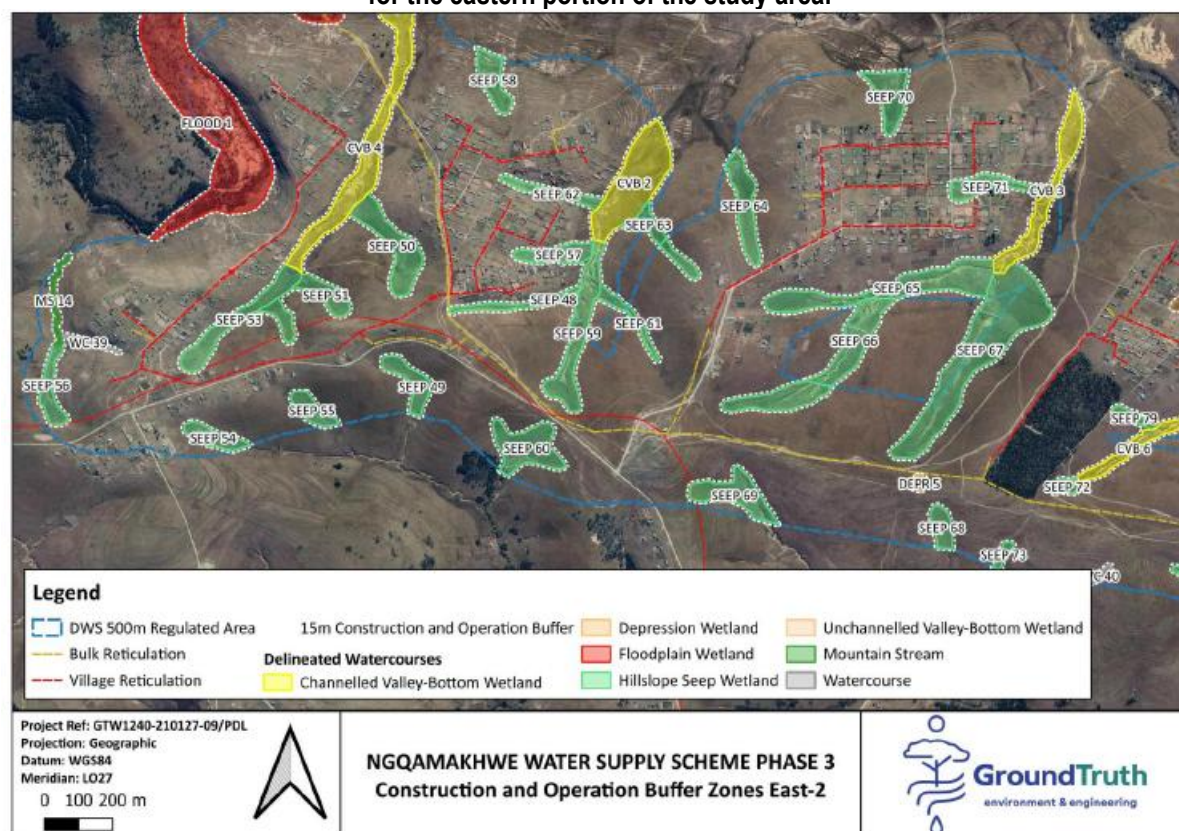 for the eastern portion of the study area.
SEEP 58
SEEP 70
FLOOD 1
CVB 4
SEEP 62
CVB 2
SEEP 71
CVB 3
SEEP 64
SEEP 63
SEEP 50
SEEP 57
SEEP 51
SEEP 48
SEEP 65
MS 14
SEEP 53
SEEP 61
SEEP 59
SEEP 66
WC 39
SEEP 67
SEEP 56
SEEP 49
SEEP 55
SEEP 79
SEEP 54
SEEP 60
CVB 6
DEPR 5
SEEP 72
SEEP 69
SEEP 68
SEEP 73
C 40
Legend
DWS 500m Regulated Area
Bulk Reticulation
Village Reticulation
15m Construction and Operation Buffer
Delineated Watercourses
Channelled Valley-Bottom Wetland
Depression Wetland
Floodplain Wetland
Hillslope Seep Wetland
Unchannelled Valley-Bottom Wetland
Mountain Stream
Watercourse
Project Ref: GTW1240-210127-09/PDL
Projection: Geographic
Datum: WGS84
Meridian: LO27
0 100 200 m
NGQAMAKHWE WATER SUPPLY SCHEME PHASE 3
Construction and Operation Buffer Zones East-2
GroundTruth
environment & engineering